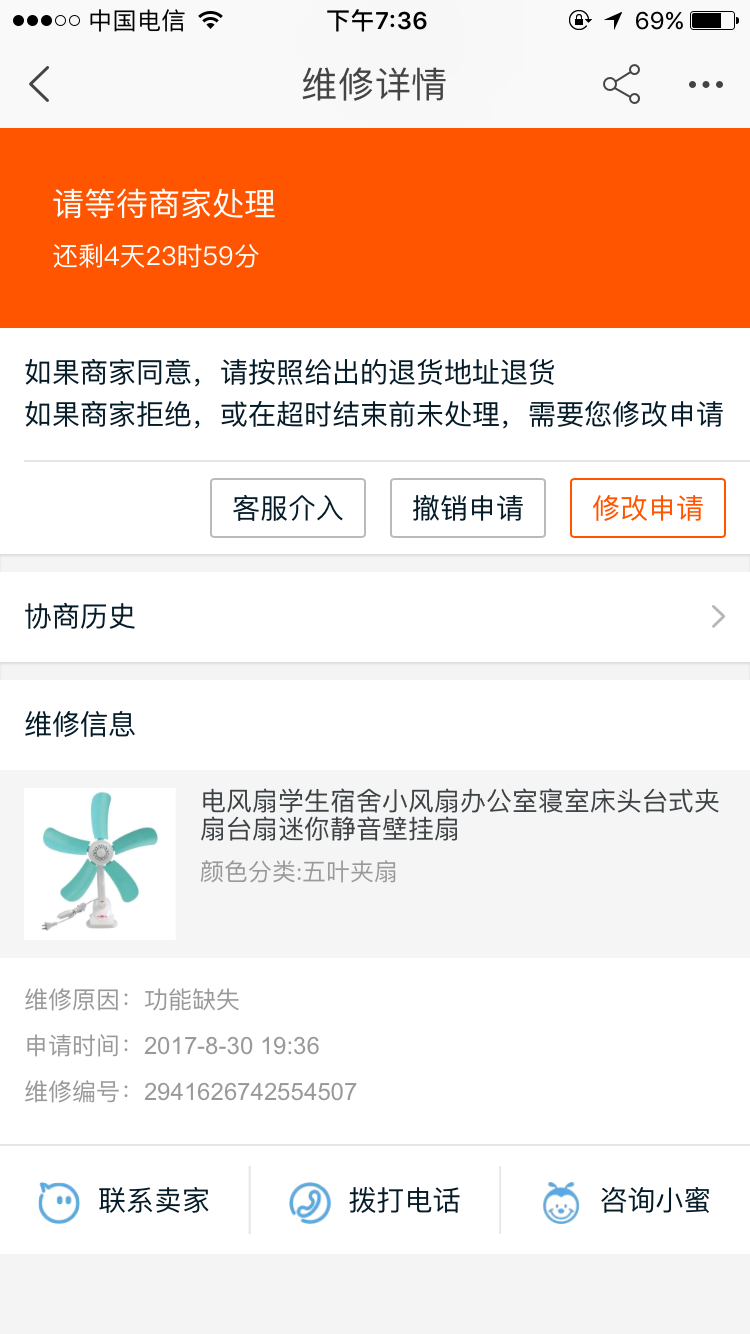 中国电信 下午7:36 69%
维修详情
请等待商家处理
还剩4天23时59分
如果商家同意，请按照给出的退货地址退货
如果商家拒绝，或在超时结束前未处理，需要您修改申请
客服介入 撤销申请 修改申请
协商历史
维修信息
电风扇学生宿舍小风扇办公室寝室床头台式夹
扇台扇迷你静音壁挂扇
颜色分类:五叶夹扇
维修原因：功能缺失
申请时间：2017-8-30 19:36
维修编号：2941626742554507
联系卖家 拨打电话 咨询小蜜